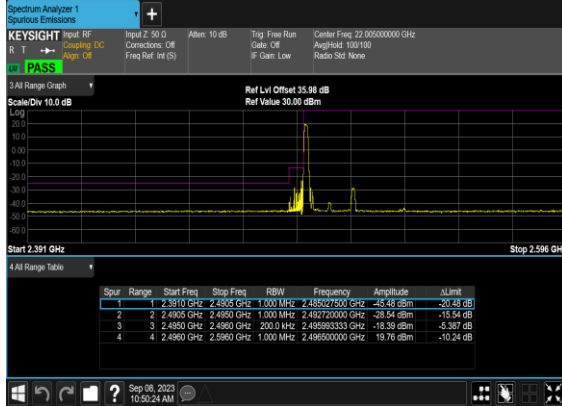 Spectrum Analyzer 1
Spurious Emissions
KEYSIGHT
R T
PASS
Input: RF
Coupling: DC
Align: Off
Input Z: 50 Ω
Corrections: Off
Freq Ref: Int (S)
Atten: 10 dB
Trig: Free Run
Gate: Off
IF Gain: Low
Center Freq: 22.005000000 GHz
Avg|Hold: 100/100
Radio Std: None
3 All Range Graph
Scale/Div 10.0 dB
Ref Lvl Offset 35.98 dB
Ref Value 30.00 dBm
Log
20.0
10.0
0.00
-10.0
-20.0
-30.0
-40.0
-50.0
-60.0
Start 2.391 GHz
Stop 2.596 GH
4 All Range Table
Spur Range Start Freq Stop Freq RBW Frequency Amplitude ΔLimit
1 1 2.3910 GHz 2.4905 GHz 1.000 MHz 2.485027500 GHz -45.48 dBm -20.48 dB
2 2 2.4905 GHz 2.4950 GHz 1.000 MHz 2.492720000 GHz -28.54 dBm -15.54 dB
3 3 2.4950 GHz 2.4960 GHz 200.0 kHz 2.495993333 GHz -18.39 dBm -5.387 dB
4 4 2.4960 GHz 2.5960 GHz 1.000 MHz 2.496500000 GHz 19.76 dBm -10.24 dB
Sep 08, 2023
10:50:24 AM